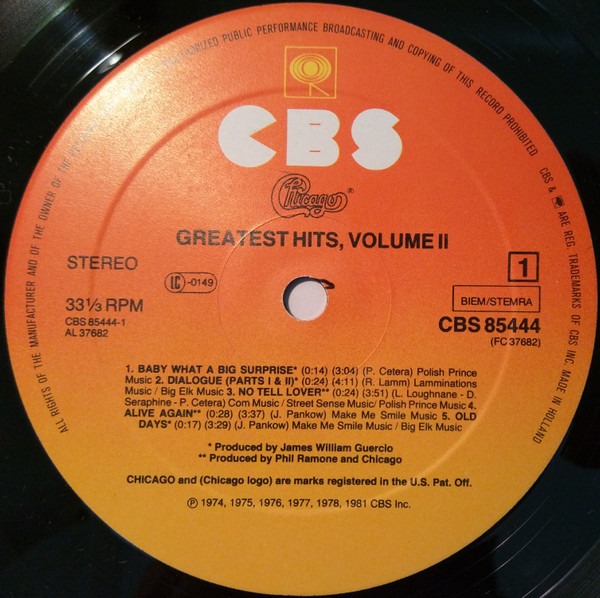 UNAUTHORIZED PUBLIC PERFORMANCE BROADCASTING AND COPYING OF THIS RECORD PROHIBITED
ALL RIGHTS OF THE MANUFACTURER AND OF THE OWNER OF THE
CBS & ARE REG. TRADEMARKS OF CBS INC. MADE IN HOLLAND
CBS
Chicago®
GREATEST HITS, VOLUME II
STEREO
LC-0149
1
33⅓ RPM
BIEM/STEMRA
CBS 85444-1
CBS 85444
AL 37682
(FC 37682)
1. BABY WHAT A BIG SURPRISE* (0:14) (3:04) (P. Cetera) Polish Prince
Music 2. DIALOGUE (PARTS I & II)* (0:24) (4:11) (R. Lamm) Lamminations
Music / Big Elk Music 3. NO TELL LOVER** (0:24) (3:51) (L. Loughnane - D.
Seraphine - P. Cetera) Com Music / Street Sense Music/ Polish Prince Music 4.
ALIVE AGAIN** (0:28) (3:37) (J. Pankow) Make Me Smile Music 5. OLD
DAYS* (0:17) (3:29) (J. Pankow) Make Me Smile Music / Big Elk Music
* Produced by James William Guercio
** Produced by Phil Ramone and Chicago
CHICAGO and (Chicago logo) are marks registered in the U.S. Pat. Off.
℗ 1974, 1975, 1976, 1977, 1978, 1981 CBS Inc.